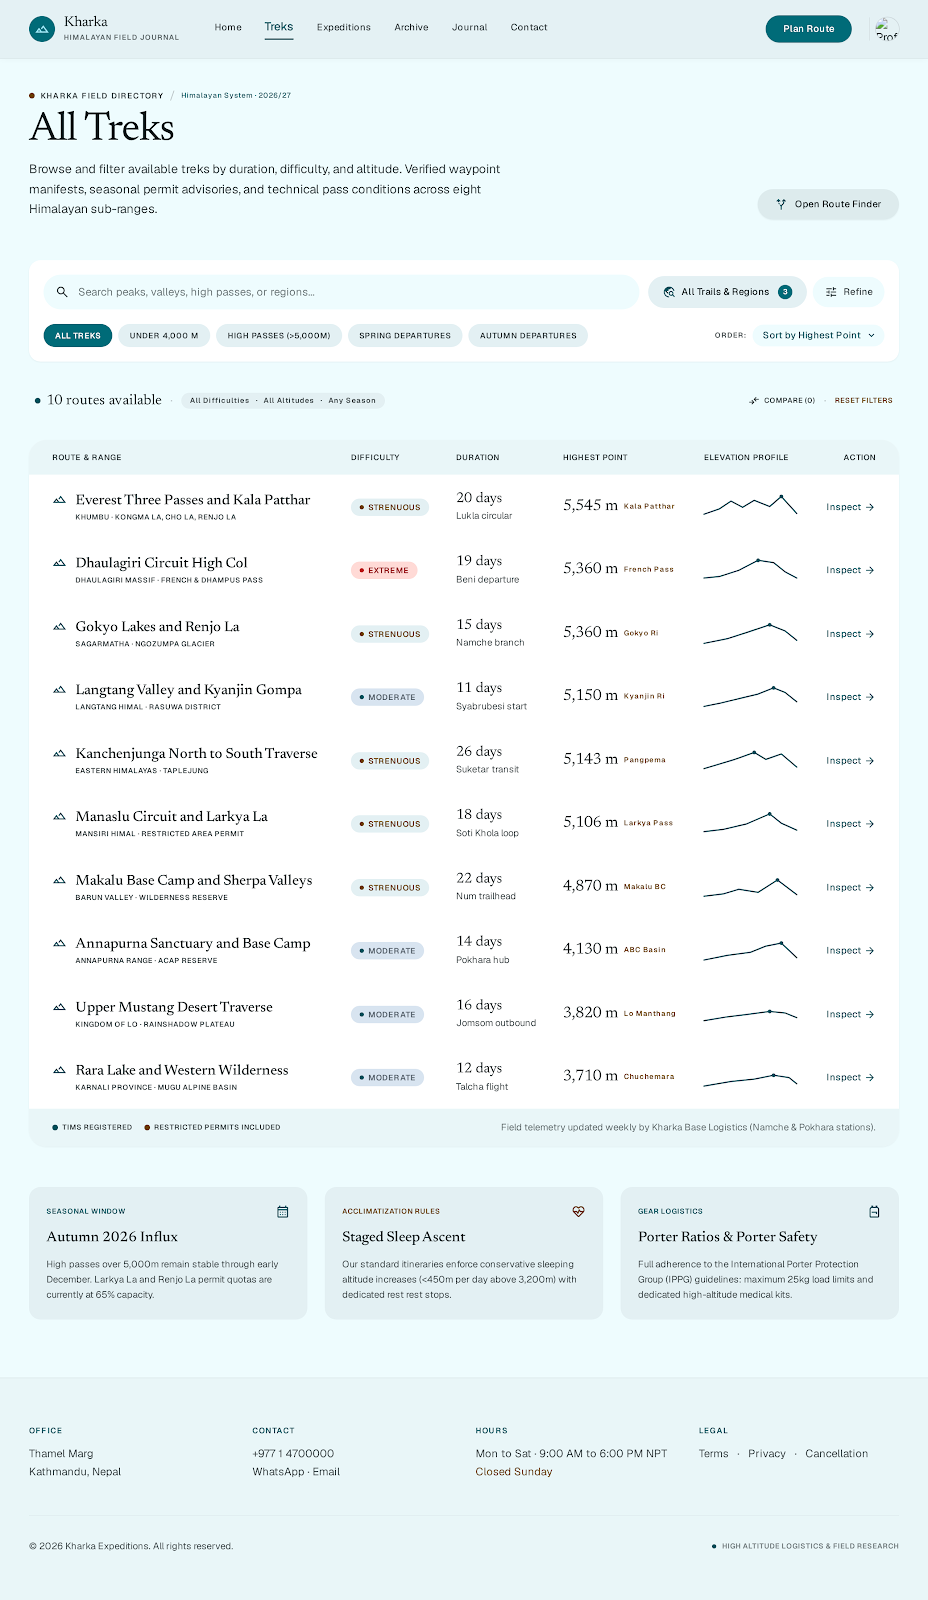 Kharka
HIMALAYAN FIELD JOURNAL
Home
Treks
Expeditions
Archive
Journal
Contact
Plan Route
KHARKA FIELD DIRECTORY / Himalayan System · 2026/27
All Treks
Browse and filter available treks by duration, difficulty, and altitude. Verified waypoint
manifests, seasonal permit advisories, and technical pass conditions across eight
Himalayan sub-ranges.
Open Route Finder
Search peaks, valleys, high passes, or regions...
All Trails & Regions 3
Refine
ALL TREKS
UNDER 4,000 M
HIGH PASSES (>5,000M)
SPRING DEPARTURES
AUTUMN DEPARTURES
ORDER:
Sort by Highest Point
10 routes available ·
All Difficulties · All Altitudes · Any Season
COMPARE (0) · RESET FILTERS
ROUTE & RANGE DIFFICULTY DURATION HIGHEST POINT ELEVATION PROFILE ACTION
Everest Three Passes and Kala Patthar
KHUMBU · KONGMA LA, CHO LA, RENJO LA
STRENUOUS
20 days
Lukla circular
5,545 m Kala Patthar
Inspect →
Dhaulagiri Circuit High Col
DHAULAGIRI MASSIF · FRENCH & DHAMPUS PASS
EXTREME
19 days
Beni departure
5,360 m French Pass
Inspect →
Gokyo Lakes and Renjo La
SAGARMATHA · NGOZUMPA GLACIER
STRENUOUS
15 days
Namche branch
5,360 m Gokyo Ri
Inspect →
Langtang Valley and Kyanjin Gompa
LANGTANG HIMAL · RASUWA DISTRICT
MODERATE
11 days
Syabrubesi start
5,150 m Kyanjin Ri
Inspect →
Kanchenjunga North to South Traverse
EASTERN HIMALAYAS · TAPLEJUNG
STRENUOUS
26 days
Suketar transit
5,143 m Pangpema
Inspect →
Manaslu Circuit and Larkya La
MANSIRI HIMAL · RESTRICTED AREA PERMIT
STRENUOUS
18 days
Soti Khola loop
5,106 m Larkya Pass
Inspect →
Makalu Base Camp and Sherpa Valleys
BARUN VALLEY · WILDERNESS RESERVE
STRENUOUS
22 days
Num trailhead
4,870 m Makalu BC
Inspect →
Annapurna Sanctuary and Base Camp
ANNAPURNA RANGE · ACAP RESERVE
MODERATE
14 days
Pokhara hub
4,130 m ABC Basin
Inspect →
Upper Mustang Desert Traverse
KINGDOM OF LO · RAINSHADOW PLATEAU
MODERATE
16 days
Jomsom outbound
3,820 m Lo Manthang
Inspect →
Rara Lake and Western Wilderness
KARNALI PROVINCE · MUGU ALPINE BASIN
MODERATE
12 days
Talcha flight
3,710 m Chuchemara
Inspect →
TIMS REGISTERED
RESTRICTED PERMITS INCLUDED
Field telemetry updated weekly by Kharka Base Logistics (Namche & Pokhara stations).
SEASONAL WINDOW
Autumn 2026 Influx
High passes over 5,000m remain stable through early
December. Larkya La and Renjo La permit quotas are
currently at 65% capacity.
ACCLIMATIZATION RULES
Staged Sleep Ascent
Our standard itineraries enforce conservative sleeping
altitude increases (<450m per day above 3,200m) with
dedicated rest rest stops.
GEAR LOGISTICS
Porter Ratios & Porter Safety
Full adherence to the International Porter Protection
Group (IPPG) guidelines: maximum 25kg load limits and
dedicated high-altitude medical kits.
OFFICE
Thamel Marg
Kathmandu, Nepal
CONTACT
+977 1 4700000
WhatsApp · Email
HOURS
Mon to Sat · 9:00 AM to 6:00 PM NPT
Closed Sunday
LEGAL
Terms · Privacy · Cancellation
© 2026 Kharka Expeditions. All rights reserved.
HIGH ALTITUDE LOGISTICS & FIELD RESEARCH